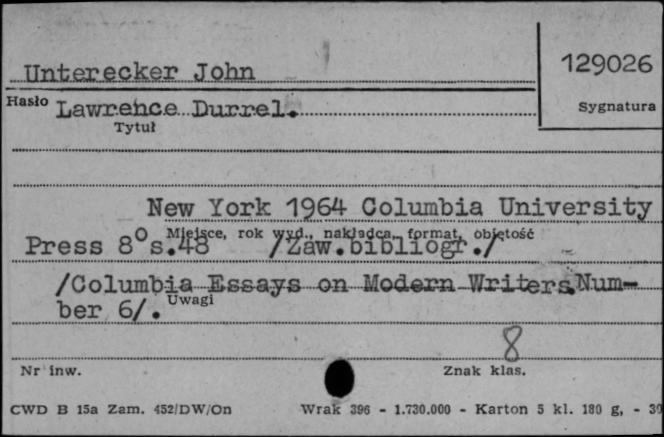 Unterecker John
129026
Hasło
Sygnatura
Lawrence Durrel.
Tytuł
New York 1964 Columbia University
Miejsce, rok wyd., nakładca, format, objętość
Press 8° s.48 /Zaw.bibliogr./
/Columbia Essays on Modern Writers.Num-
ber 6/.
Uwagi
8
Nr inw.
Znak klas.
CWD B 15a Zam. 452/DW/On Wrak 396 - 1.730.000 - Karton 5 kl. 180 g, - 30